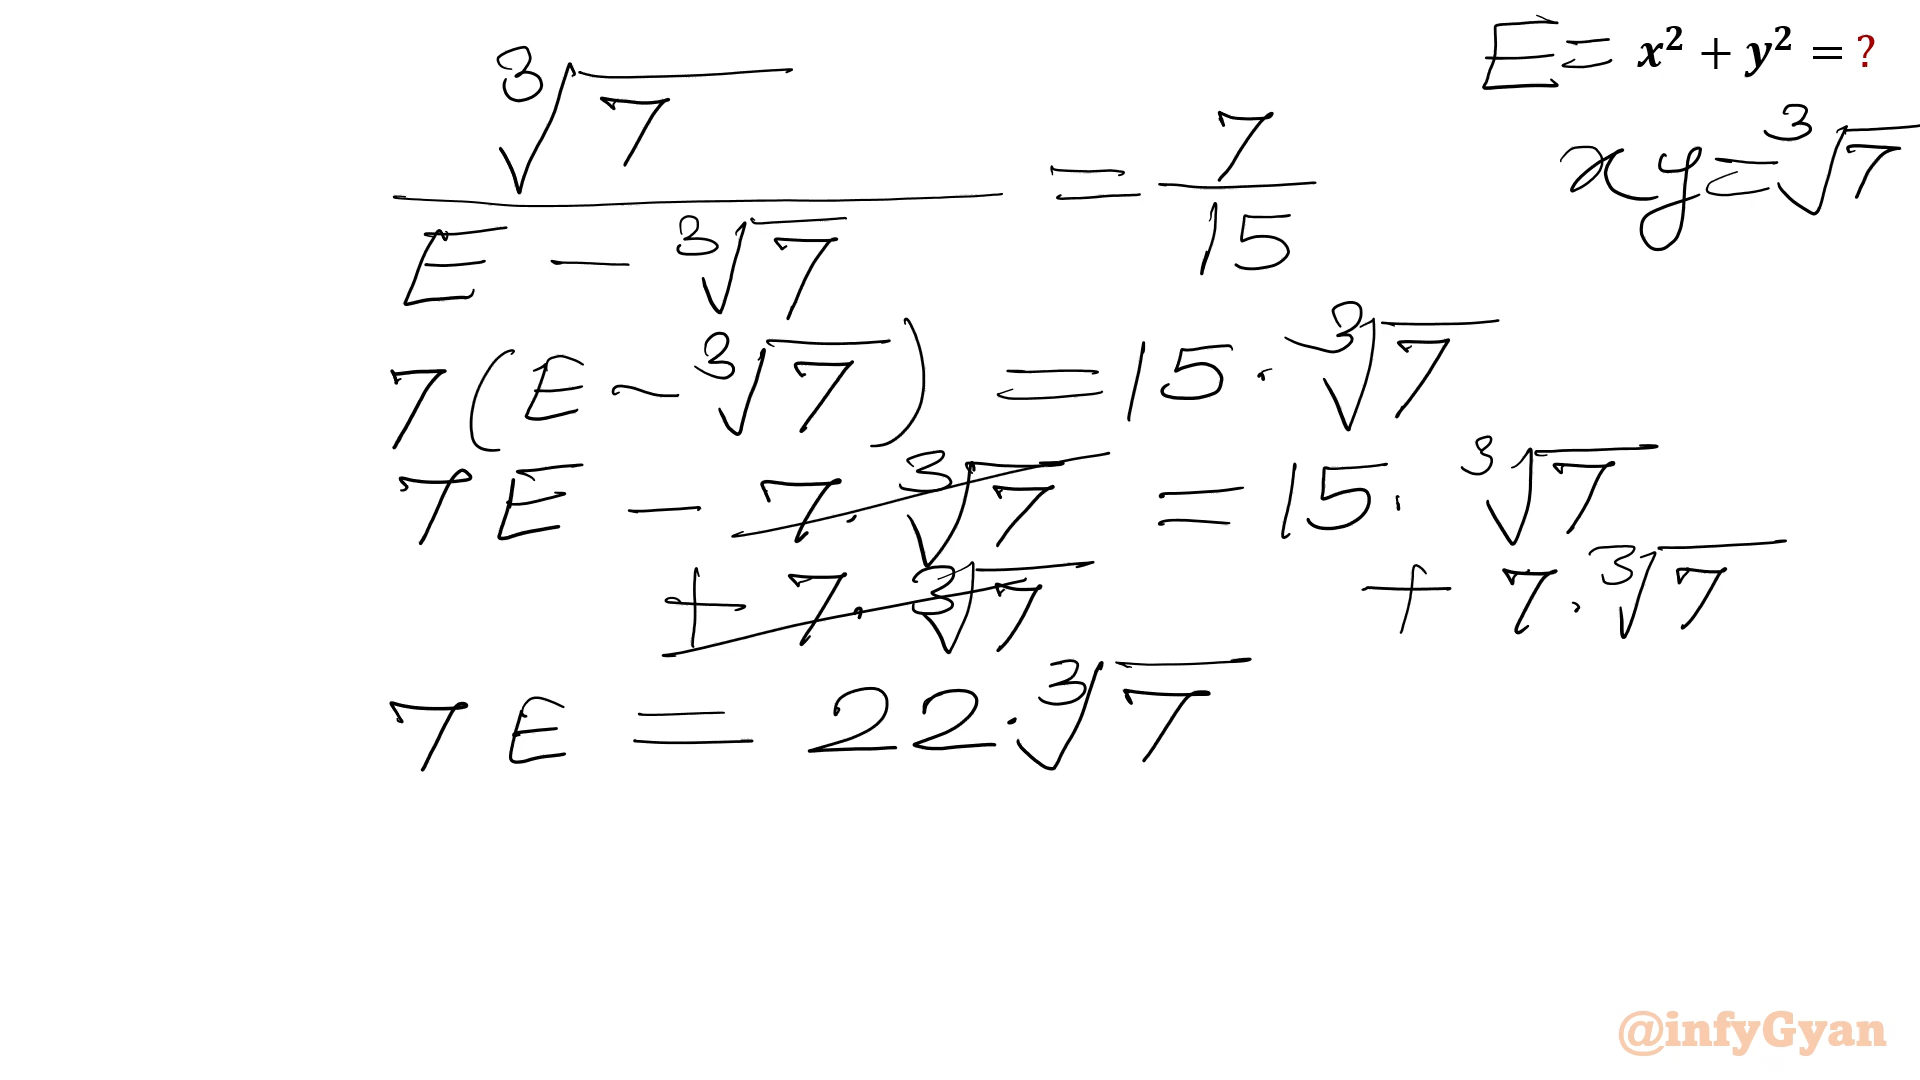 E = x² + y² = ?
xy = ∛7
∛7 / (E − ∛7) = 7/15
7(E − ∛7) = 15·∛7
7E − 7·∛7 = 15·∛7
+ 7·∛7 + 7·∛7
7E = 22·∛7
@infyGyan